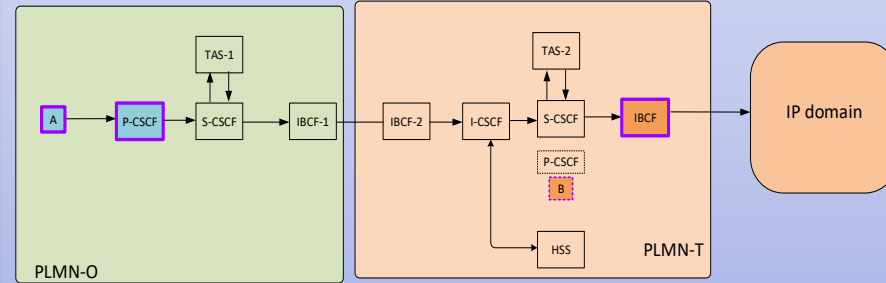 TAS-1
A
P-CSCF
S-CSCF
IBCF-1
PLMN-O
TAS-2
IBCF-2
I-CSCF
S-CSCF
IBCF
P-CSCF
B
HSS
PLMN-T
IP domain